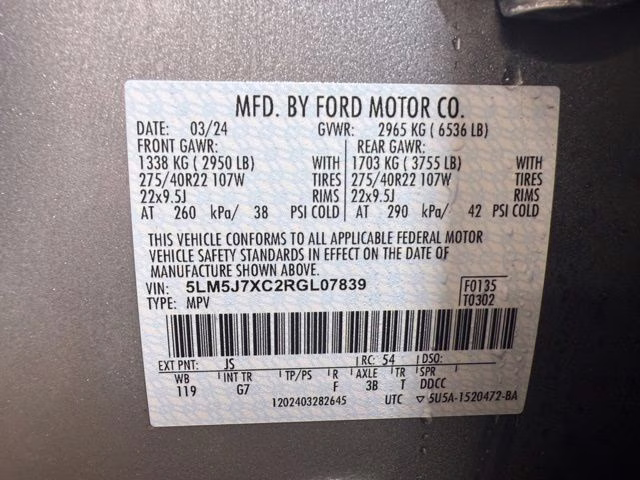 MFD. BY FORD MOTOR CO.
DATE: 03/24 GVWR: 2965 KG ( 6536 LB)
FRONT GAWR: REAR GAWR:
1338 KG ( 2950 LB) WITH 1703 KG ( 3755 LB) WITH
275/40R22 107W TIRES 275/40R22 107W TIRES
22x9.5J RIMS 22x9.5J RIMS
AT 260 kPa/ 38 PSI COLD AT 290 kPa/ 42 PSI COLD
THIS VEHICLE CONFORMS TO ALL APPLICABLE FEDERAL MOTOR
VEHICLE SAFETY STANDARDS IN EFFECT ON THE DATE OF
MANUFACTURE SHOWN ABOVE.
VIN: 5LM5J7XC2RGL07839 F0135
TYPE: MPV T0302
EXT PNT: JS RC: 54 DSO:
WB INT TR TP/PS R AXLE TR SPR
119 G7 F 3B T DDCC
1202403282645 UTC ▽ 5U5A-1520472-BA